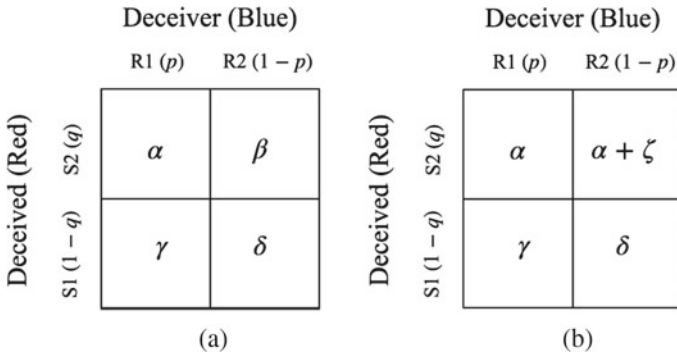 Deceiver (Blue)
R1 (p) R2 (1 − p)
Deceived (Red)
S2 (q)
S1 (1 − q)
α β
γ δ
(a)
Deceiver (Blue)
R1 (p) R2 (1 − p)
Deceived (Red)
S2 (q)
S1 (1 − q)
α α + ζ
γ δ
(b)